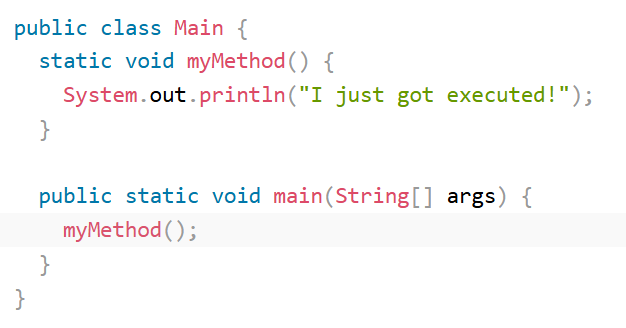 public class Main {
  static void myMethod() {
    System.out.println("I just got executed!");
  }

  public static void main(String[] args) {
    myMethod();
  }
}